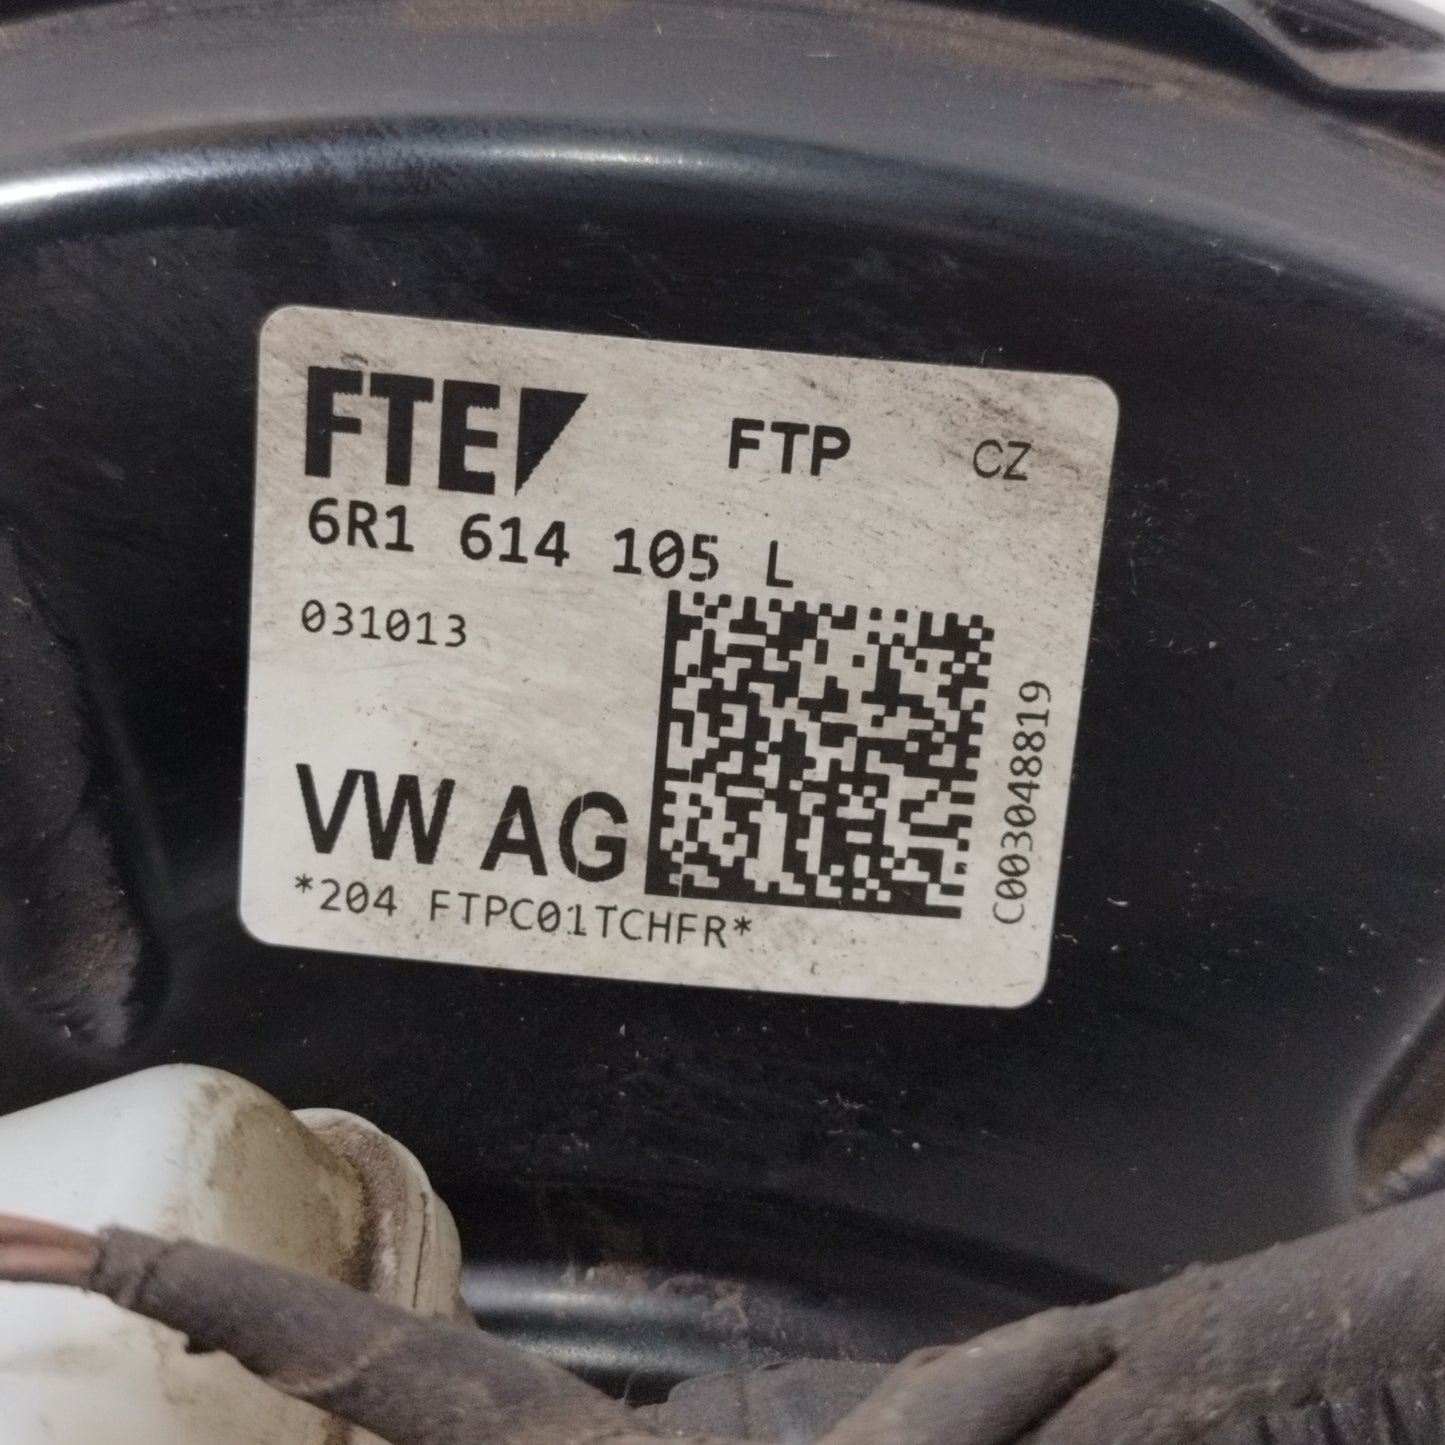 FTE FTP CZ
6R1 614 105 L
031013
C003048819
VW AG
*204 FTPC01TCHFR*